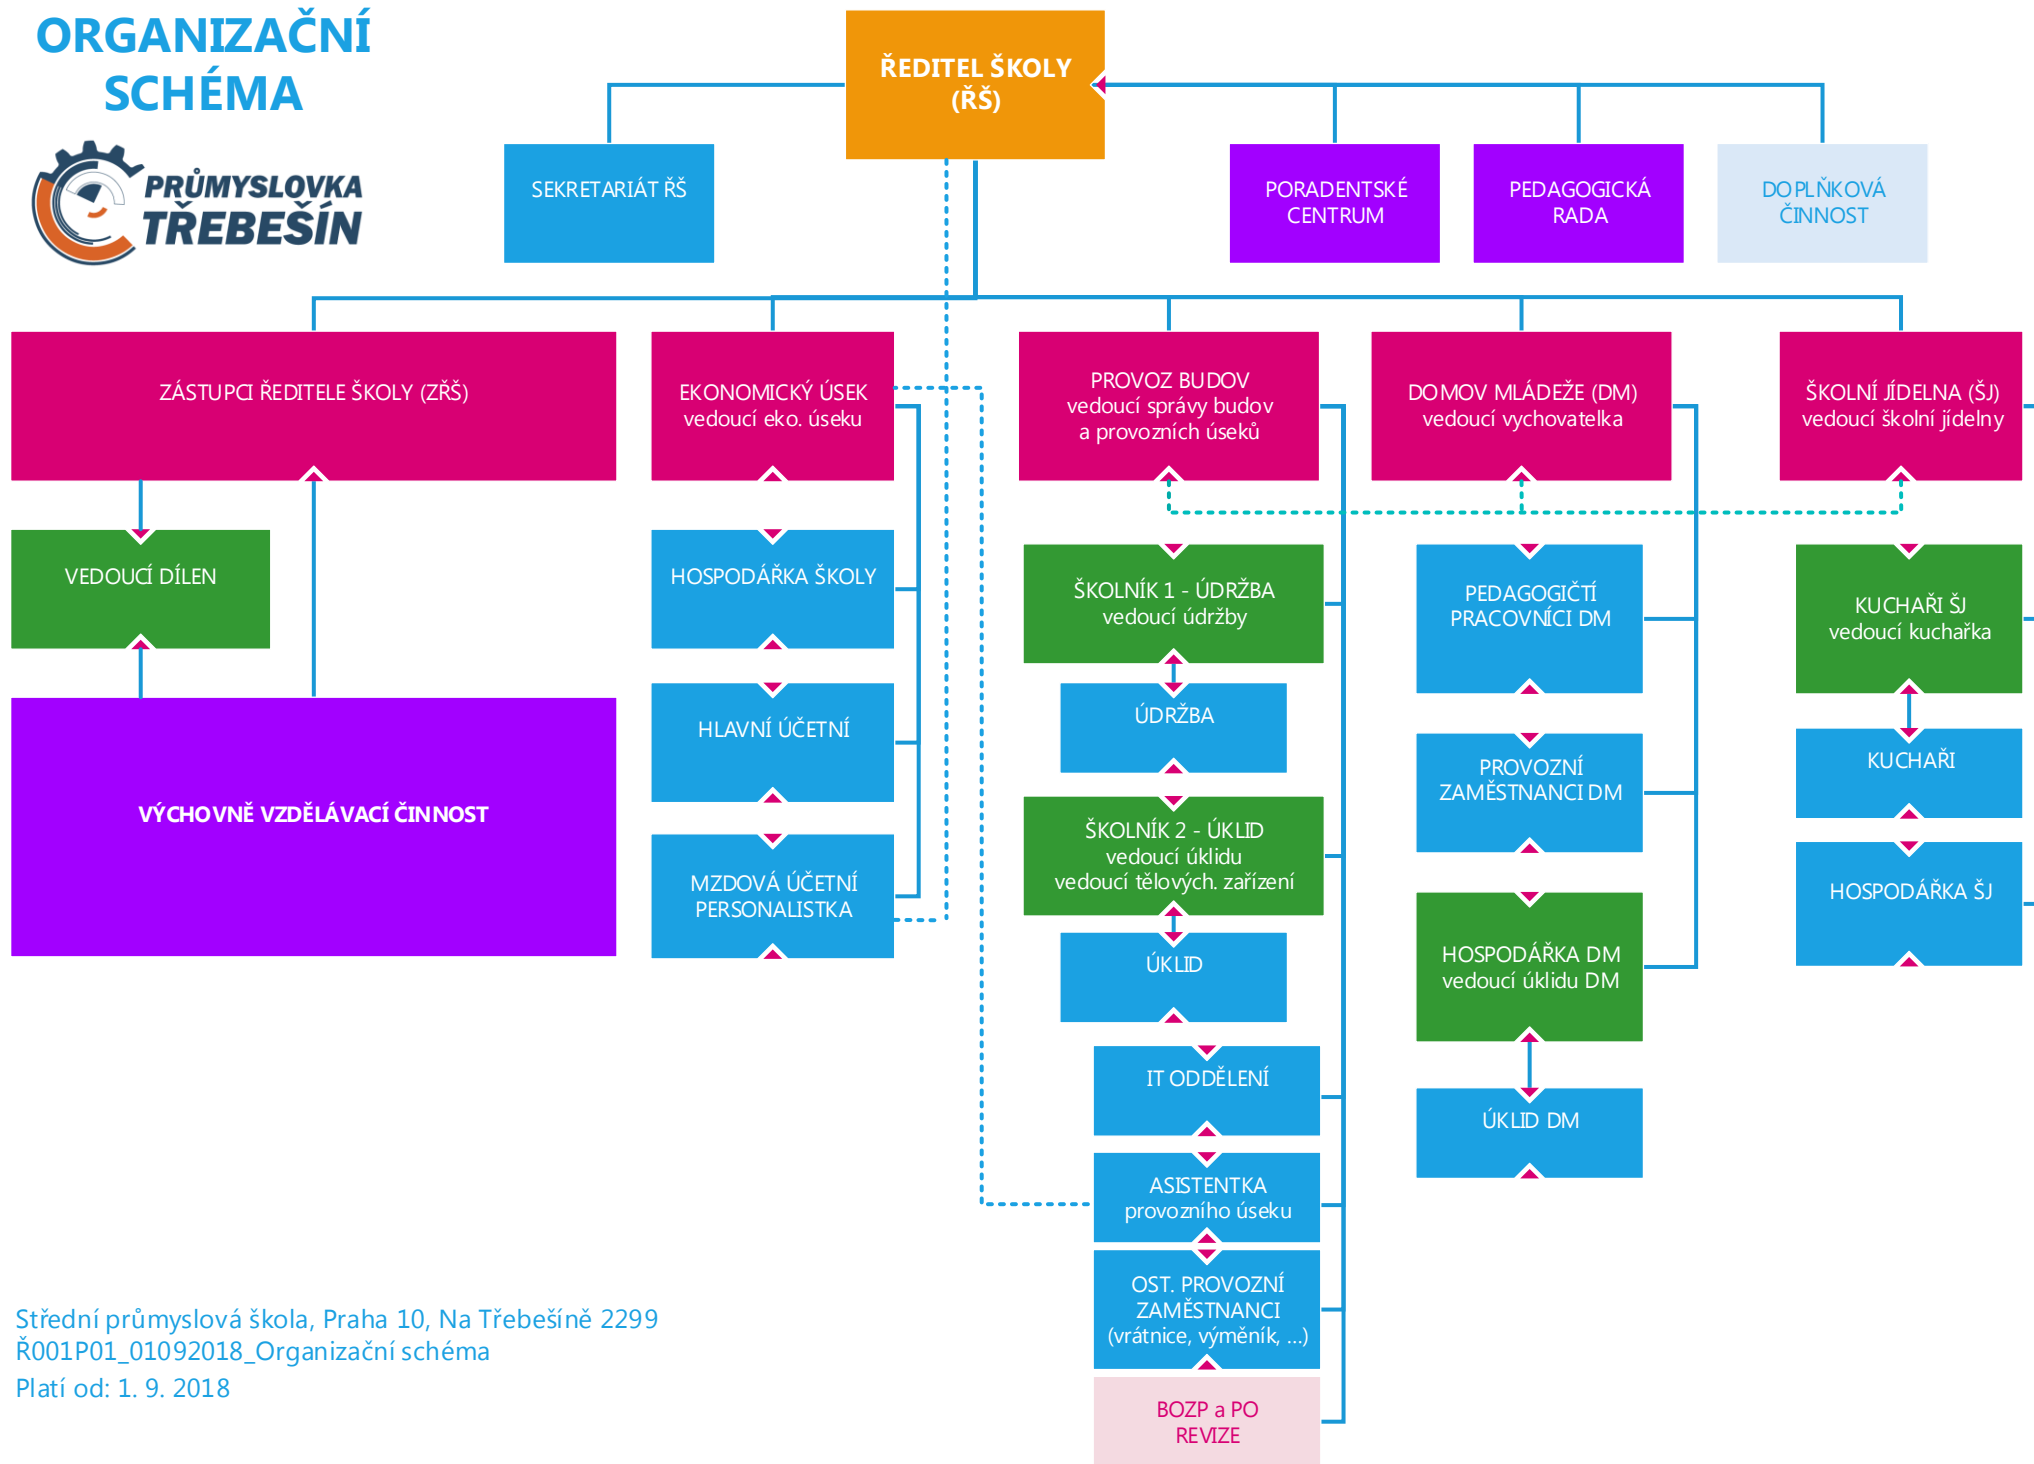 ORGANIZAČNÍ
SCHÉMA
PRŮMYSLOVKA
TŘEBEŠÍN
ŘEDITEL ŠKOLY
(ŘŠ)
SEKRETARIÁT ŘŠ
PORADENTSKÉ
CENTRUM
PEDAGOGICKÁ
RADA
DOPLŇKOVÁ
ČINNOST
ZÁSTUPCI ŘEDITELE ŠKOLY (ZŘŠ)
EKONOMICKÝ ÚSEK
vedoucí eko. úseku
PROVOZ BUDOV
vedoucí správy budov
a provozních úseků
DOMOV MLÁDEŽE (DM)
vedoucí vychovatelka
ŠKOLNÍ JÍDELNA (ŠJ)
vedoucí školní jídelny
VEDOUCÍ DÍLEN
VÝCHOVNĚ VZDĚLÁVACÍ ČINNOST
HOSPODÁŘKA ŠKOLY
HLAVNÍ ÚČETNÍ
MZDOVÁ ÚČETNÍ
PERSONALISTKA
ŠKOLNÍK 1 - ÚDRŽBA
vedoucí údržby
ÚDRŽBA
ŠKOLNÍK 2 - ÚKLID
vedoucí úklidu
vedoucí tělových. zařízení
ÚKLID
IT ODDĚLENÍ
ASISTENTKA
provozního úseku
OST. PROVOZNÍ
ZAMĚSTNANCI
(vrátnice, výměník, ...)
BOZP a PO
REVIZE
PEDAGOGIČTÍ
PRACOVNÍCI DM
PROVOZNÍ
ZAMĚSTNANCI DM
HOSPODÁŘKA DM
vedoucí úklidu DM
ÚKLID DM
KUCHAŘI ŠJ
vedoucí kuchařka
KUCHAŘI
HOSPODÁŘKA ŠJ
Střední průmyslová škola, Praha 10, Na Třebešíně 2299
Ř001P01_01092018_Organizační schéma
Platí od: 1. 9. 2018